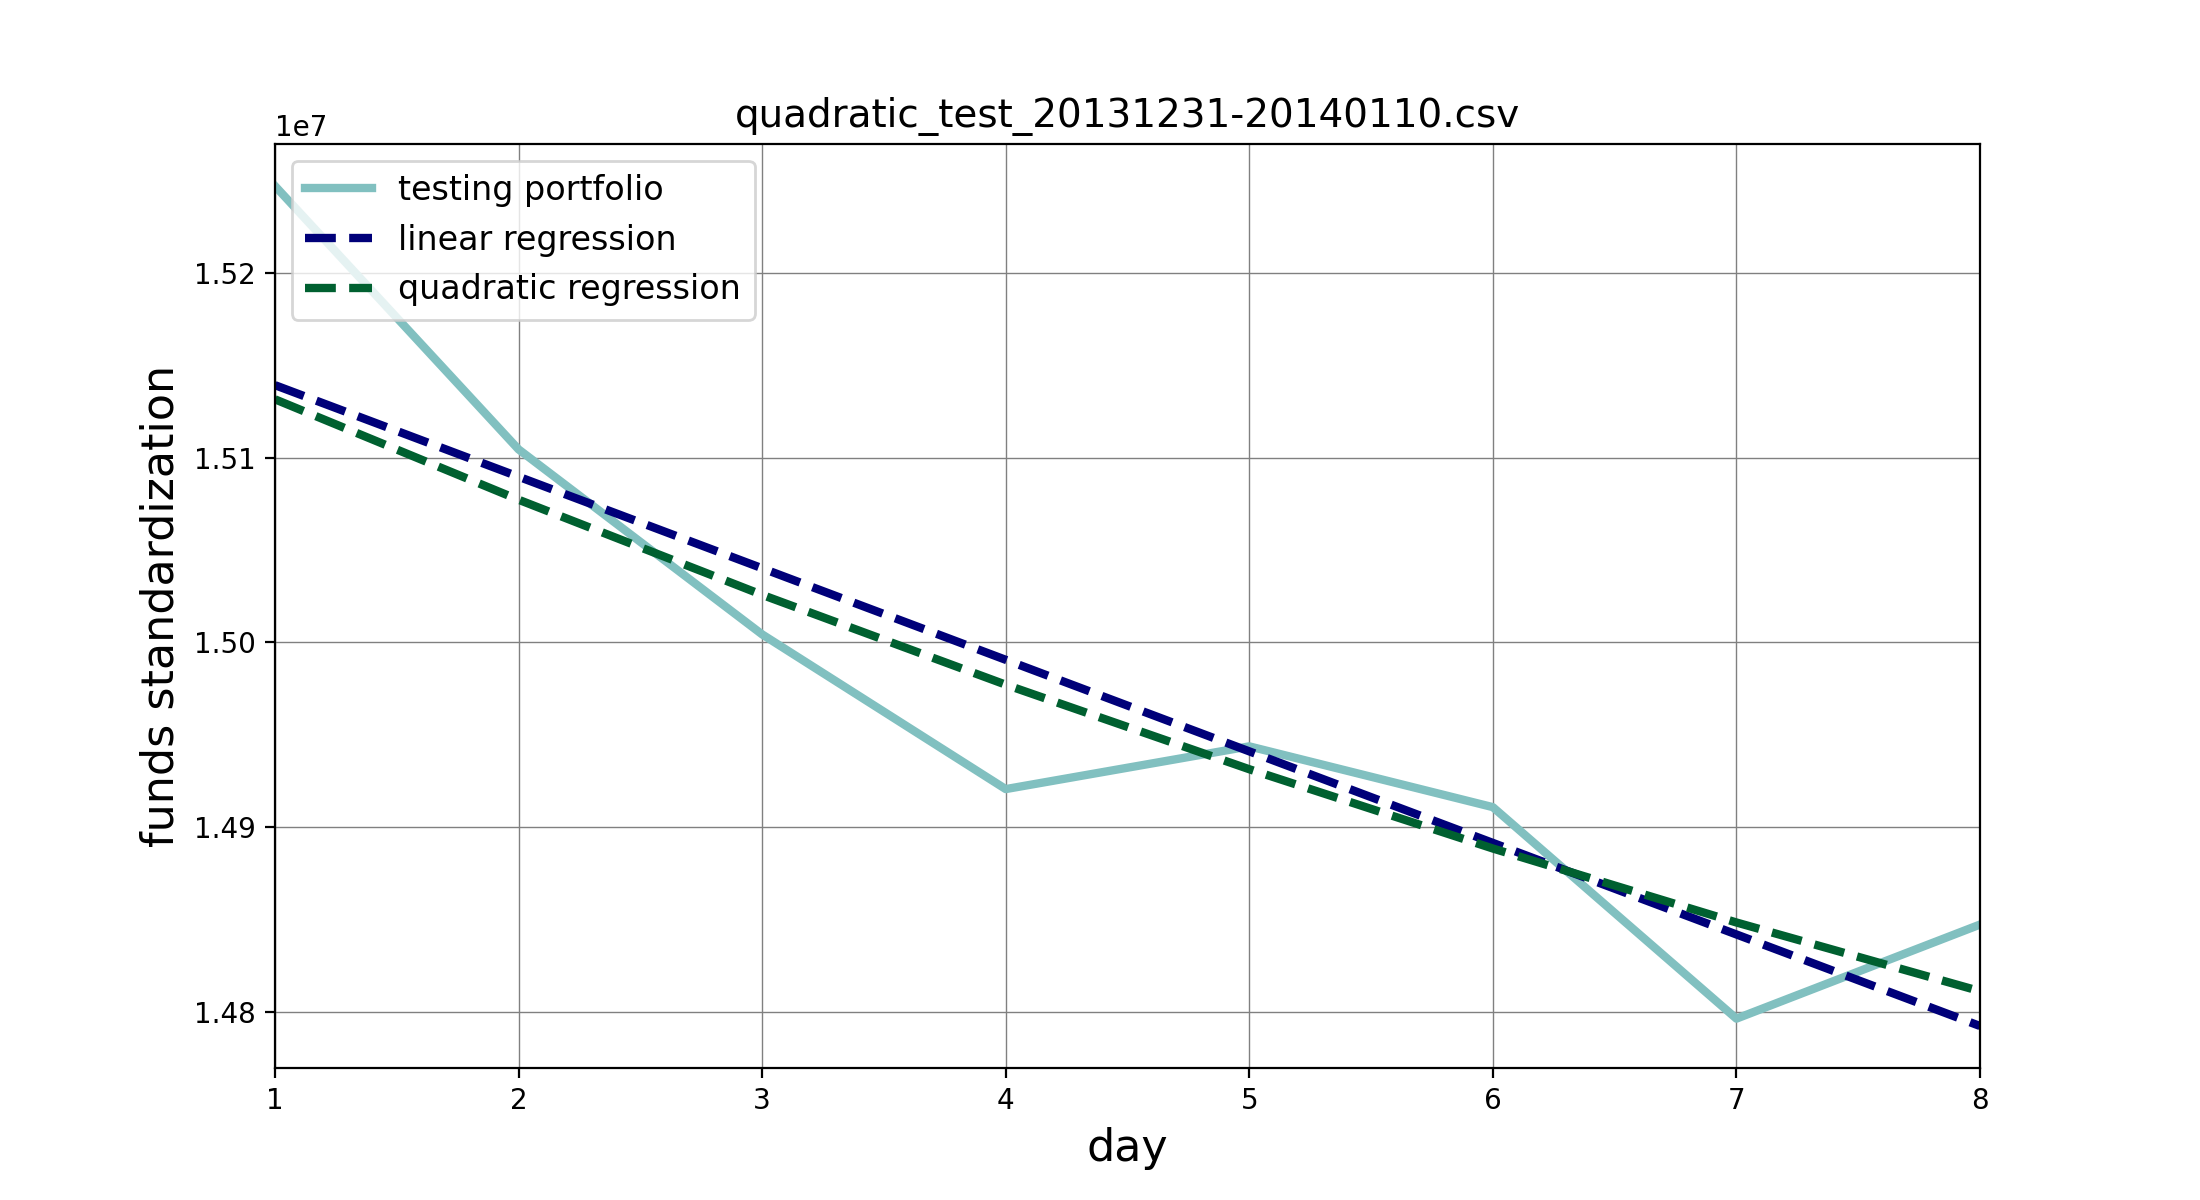 quadratic_test_20131231-20140110.csv
1e7
testing portfolio
linear regression
quadratic regression
1.52
1.51
1.50
1.49
1.48
funds standardization
1 2 3 4 5 6 7 8
day